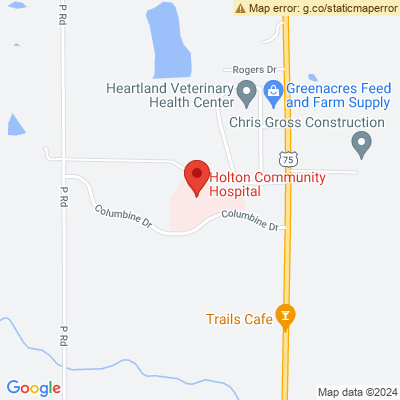 Map error: g.co/staticmaperror
P Rd
Rogers Dr
Heartland Veterinary
Health Center
Greenacres Feed
and Farm Supply
Chris Gross Construction
75
Holton Community
Hospital
P Rd
Columbine Dr
Columbine Dr
Trails Cafe
P Rd
Google
Map data ©2024